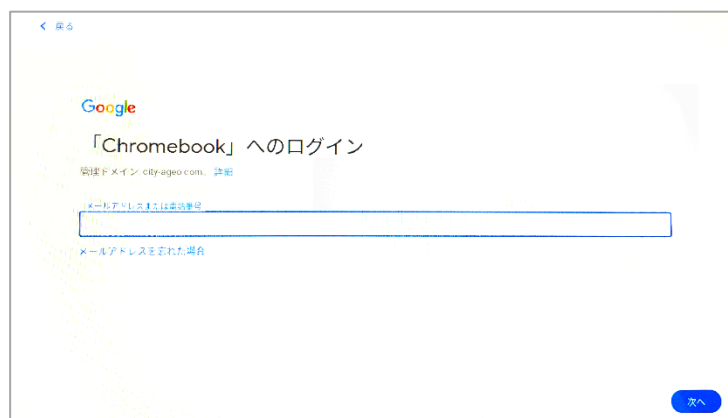 < 戻る
Google
「Chromebook」へのログイン
管理ドメイン: city-ageo.com。 詳細
メールアドレスまたは電話番号
メールアドレスを忘れた場合
次へ